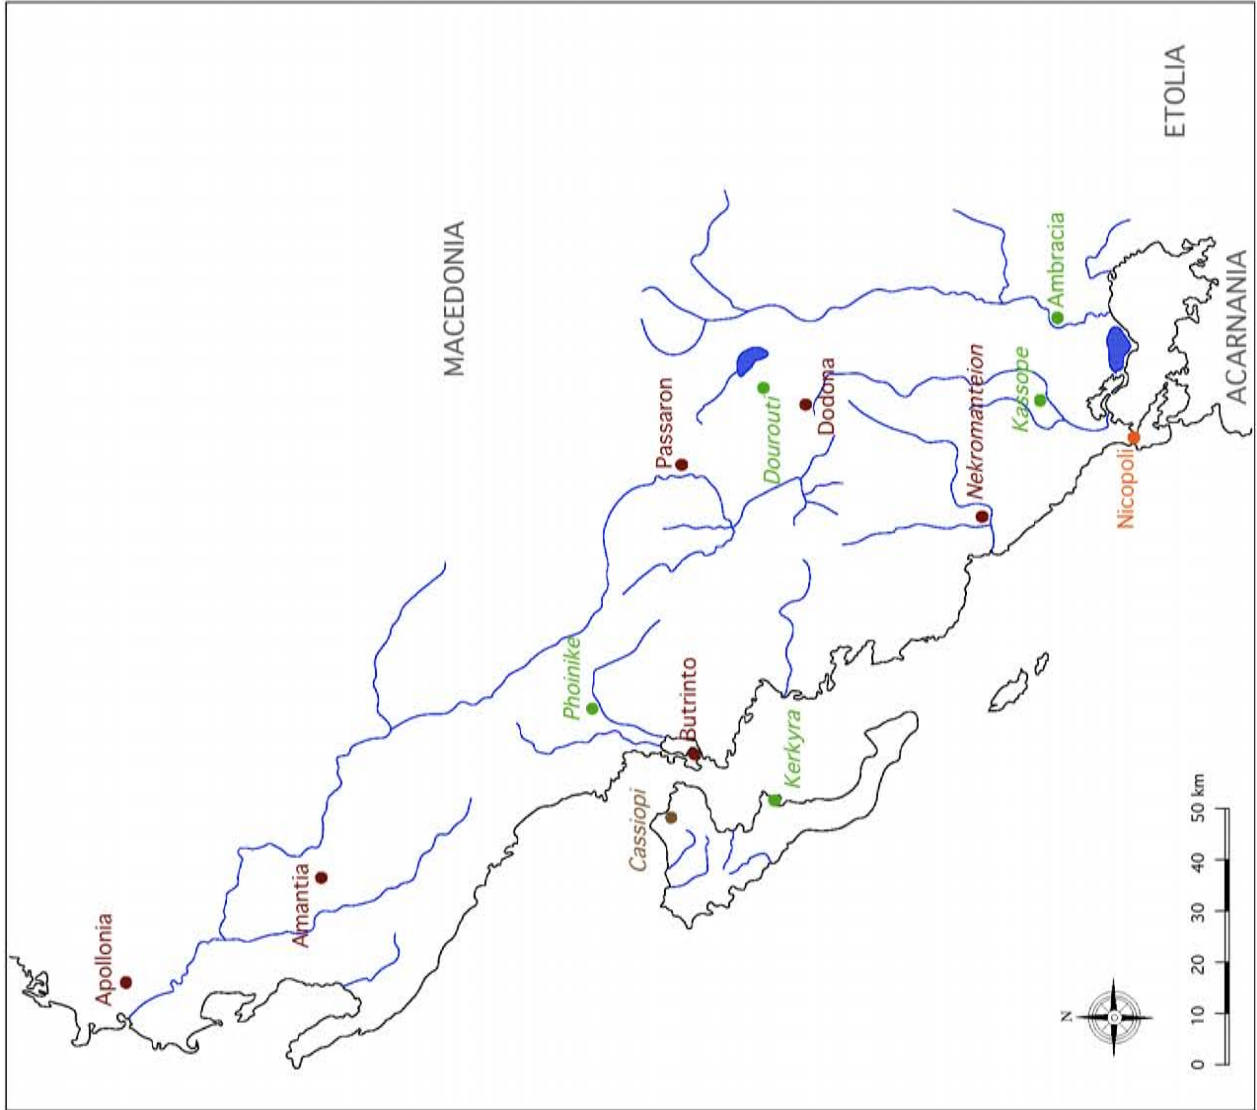 Apollonia
Amantia
MACEDONIA
Phoinike
Passaron
Butrinto
Cassiopi
Kerkyra
Dourouti
Dodona
Nekromanteion
Kassope
Ambracia
Nicopoli
ETOLIA
ACARNANIA
N
0 10 20 30 40 50 km